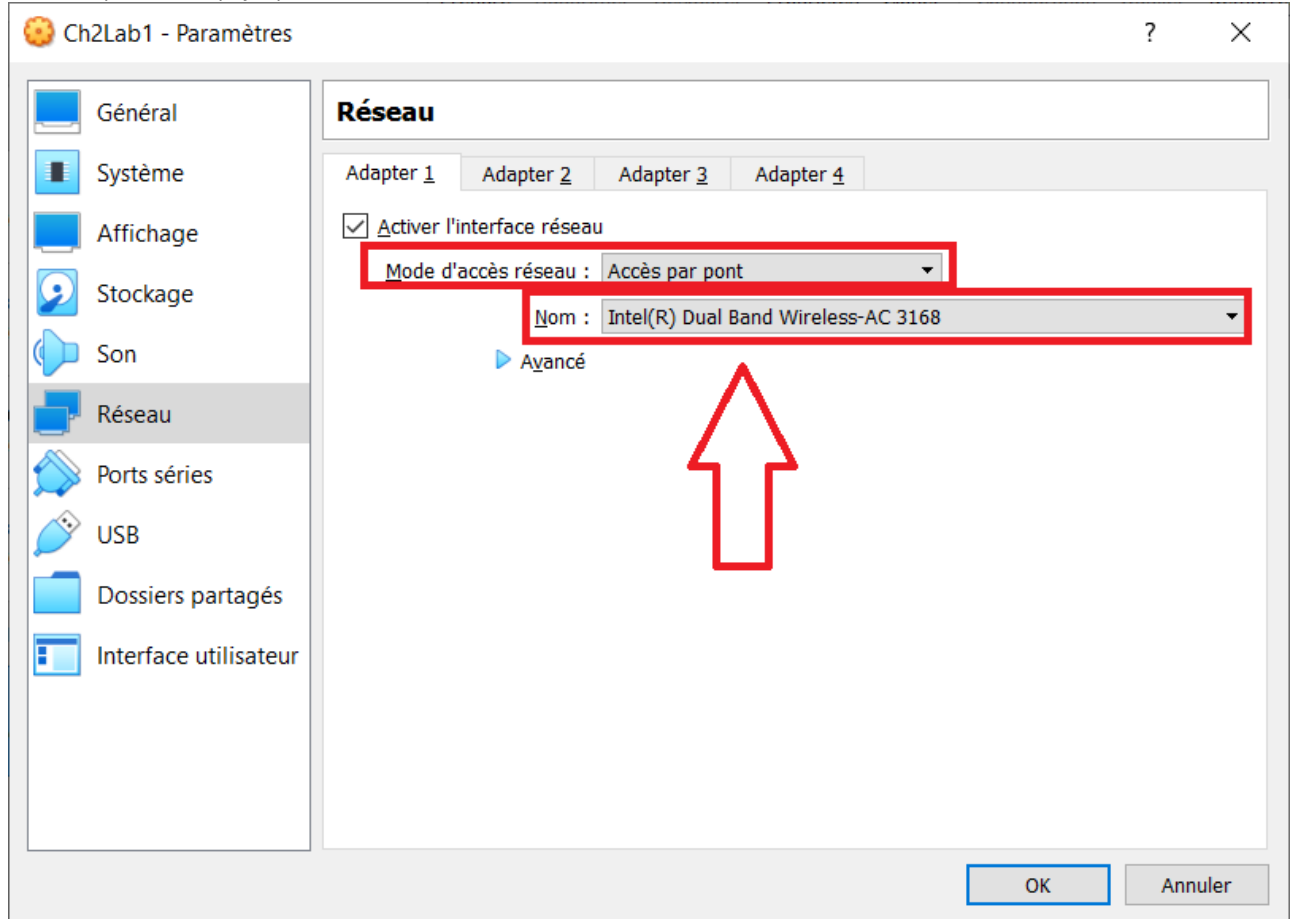 Ch2Lab1 - Paramètres
?
Général
Système
Affichage
Stockage
Son
Réseau
Ports séries
USB
Dossiers partagés
Interface utilisateur
Réseau
Adapter 1 Adapter 2 Adapter 3 Adapter 4
Activer l'interface réseau
Mode d'accès réseau : Accès par pont
Nom : Intel(R) Dual Band Wireless-AC 3168
Avancé
OK Annuler